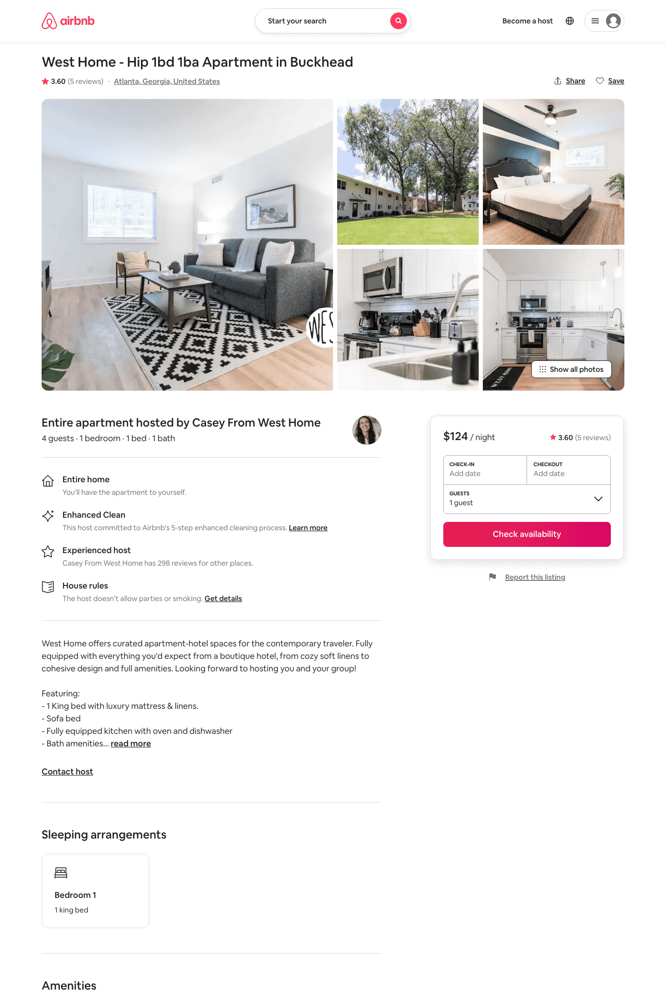 airbnb
Start your search
Become a host
West Home - Hip 1bd 1ba Apartment in Buckhead
3.60 (5 reviews) · Atlanta, Georgia, United States
Share
Save
WES
WEST HOME
Show all photos
Entire apartment hosted by Casey From West Home
4 guests · 1 bedroom · 1 bed · 1 bath
Entire home
You’ll have the apartment to yourself.
Enhanced Clean
This host committed to Airbnb's 5-step enhanced cleaning process. Learn more
Experienced host
Casey From West Home has 298 reviews for other places.
House rules
The host doesn’t allow parties or smoking. Get details
West Home offers curated apartment-hotel spaces for the contemporary traveler. Fully
equipped with everything you'd expect from a boutique hotel, from cozy soft linens to
cohesive design and full amenities. Looking forward to hosting you and your group!
Featuring:
- 1 King bed with luxury mattress & linens.
- Sofa bed
- Fully equipped kitchen with oven and dishwasher
- Bath amenities... read more
Contact host
Sleeping arrangements
Bedroom 1
1 king bed
Amenities
$124 / night
3.60 (5 reviews)
CHECK-IN
Add date
CHECKOUT
Add date
GUESTS
1 guest
Check availability
Report this listing